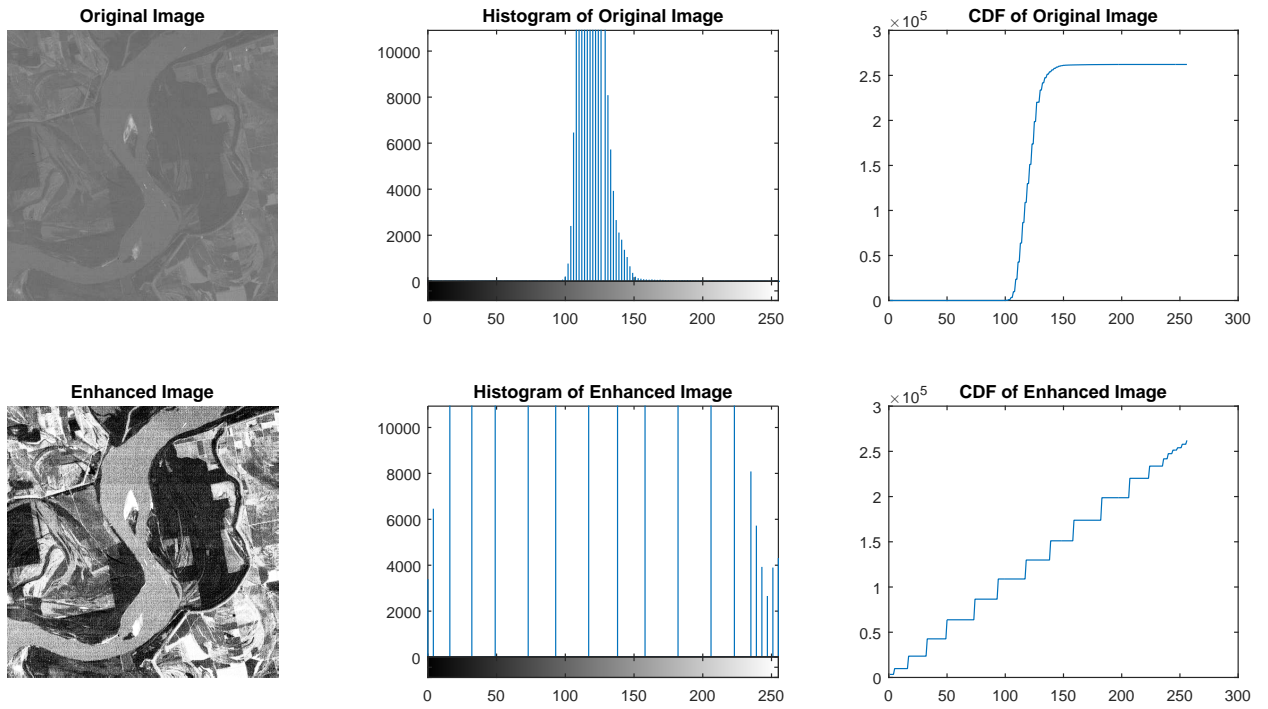 Original Image
Histogram of Original Image
CDF of Original Image
10000
8000
6000
4000
2000
0
0 50 100 150 200 250
×10^5
3
2.5
2
1.5
1
0.5
0
0 50 100 150 200 250 300
Enhanced Image
Histogram of Enhanced Image
CDF of Enhanced Image
10000
8000
6000
4000
2000
0
0 50 100 150 200 250
×10^5
3
2.5
2
1.5
1
0.5
0
0 50 100 150 200 250 300